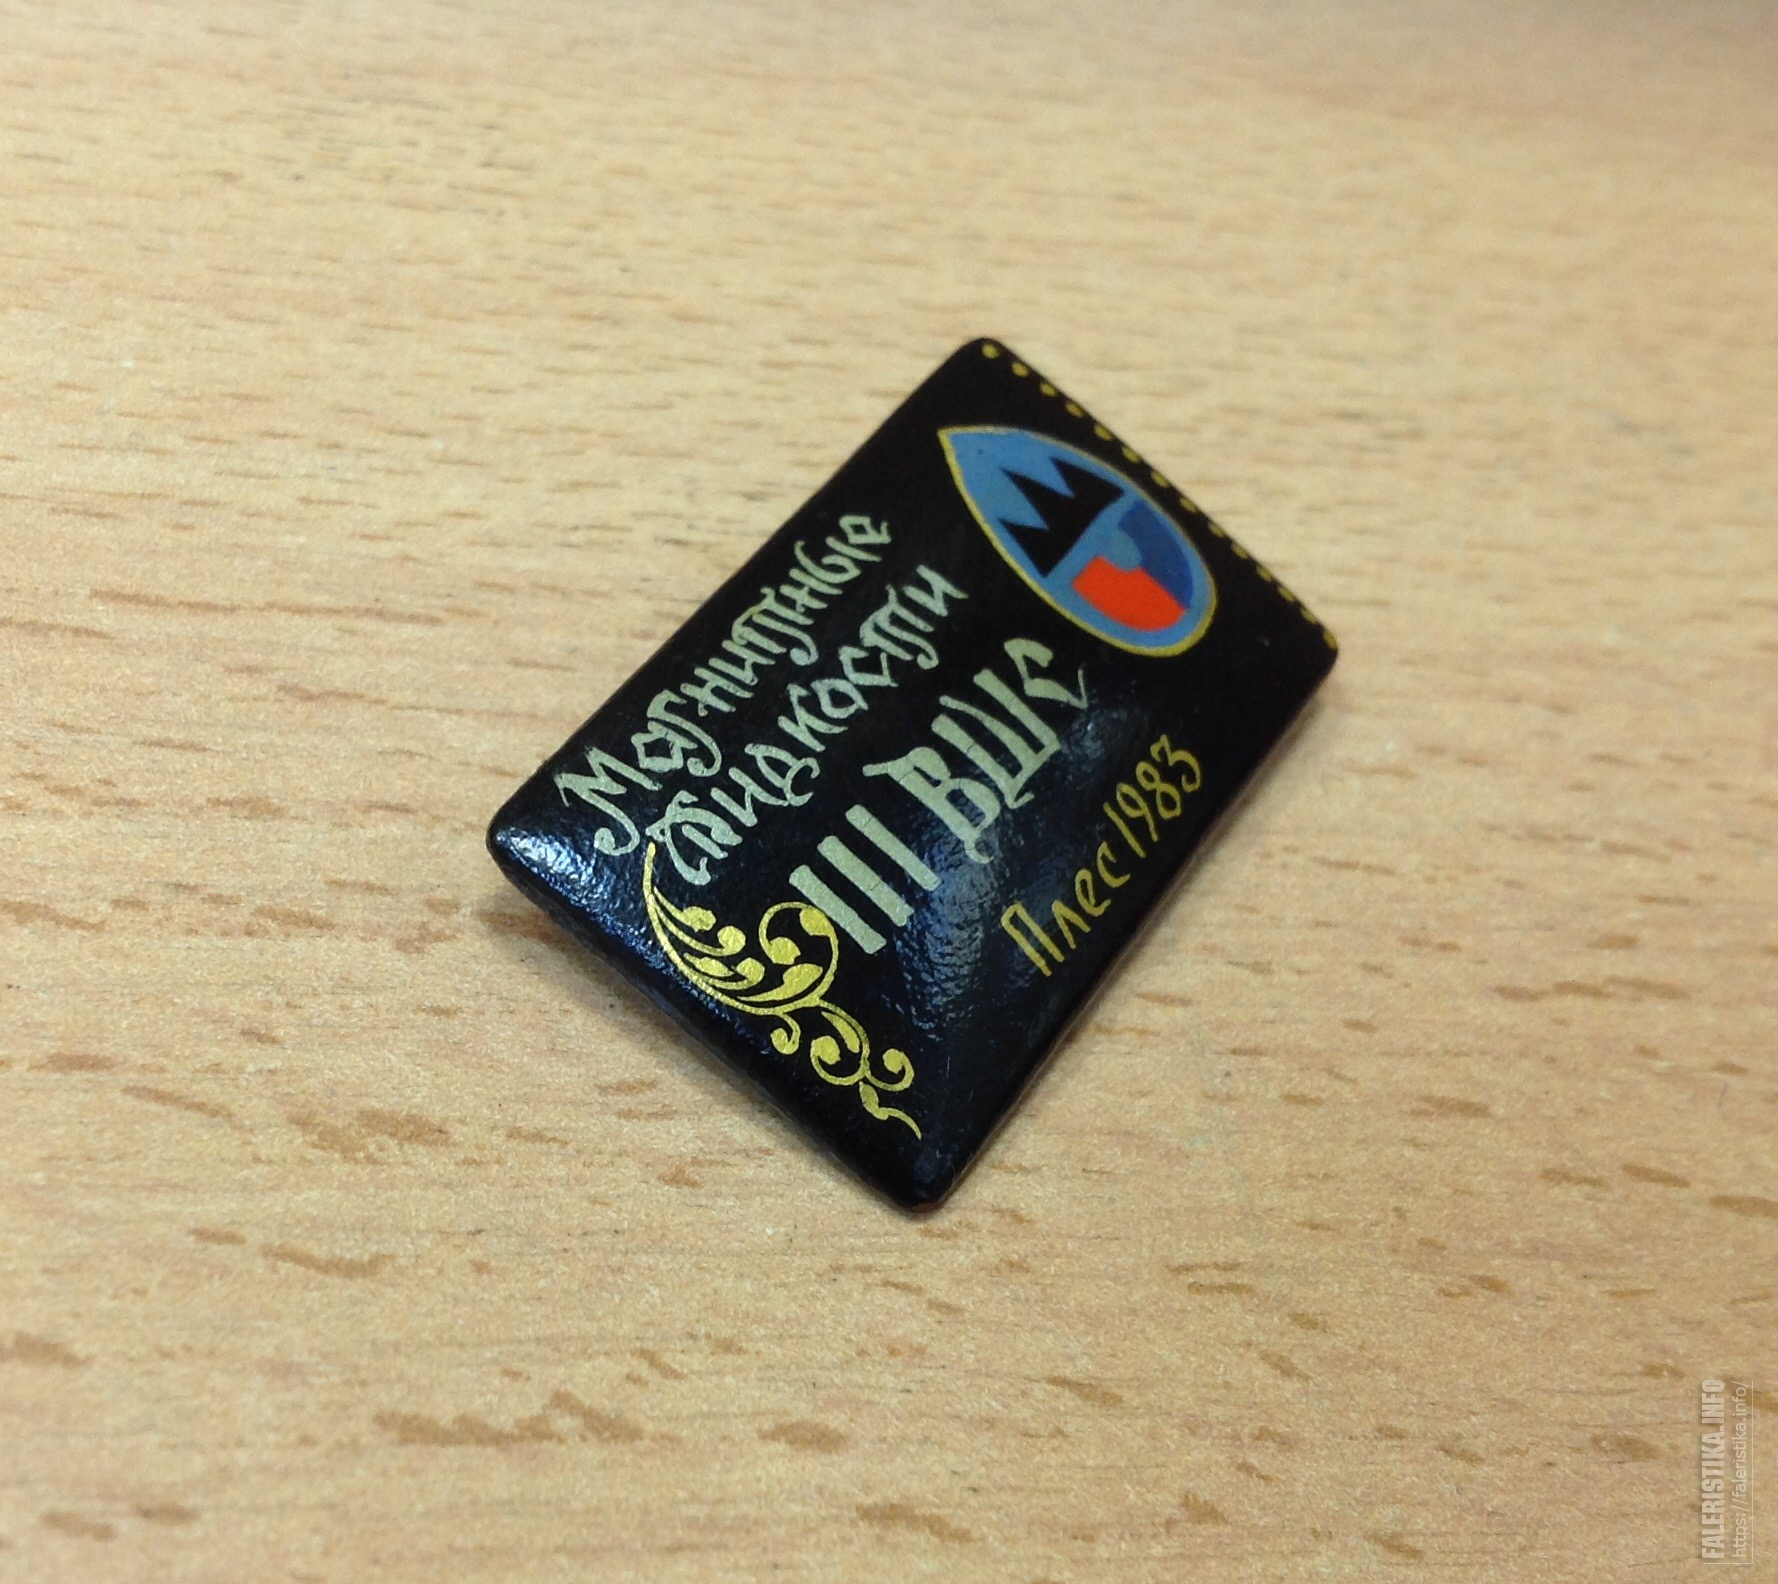 Магнитные
жидкости
III ВШС
Плес 1983
FALERISTIKA.INFO
https://faleristika.info/